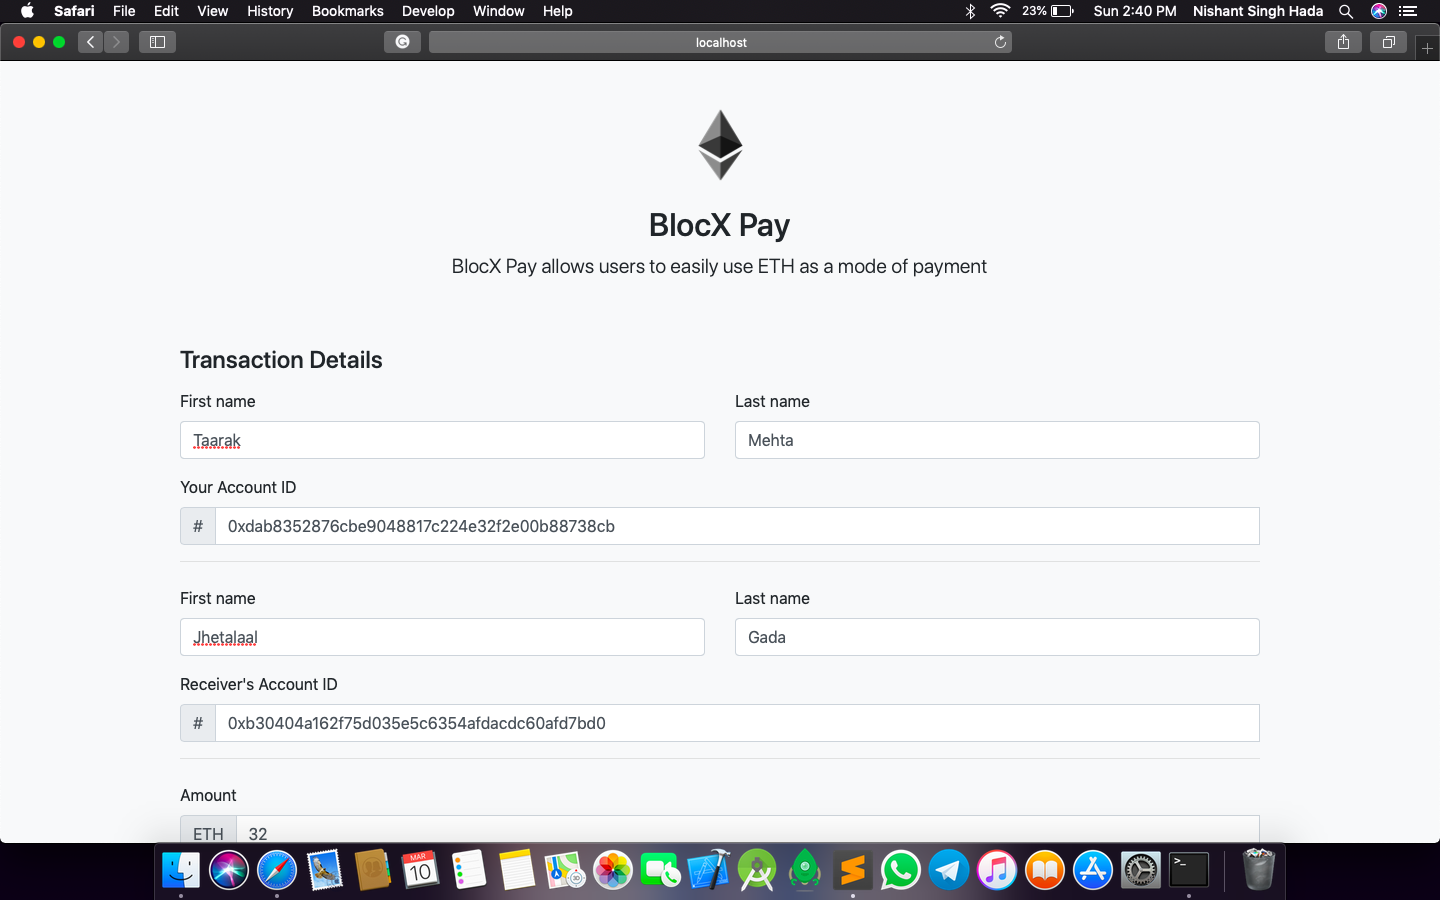 Safari File Edit View History Bookmarks Develop Window Help 23% Sun 2:40 PM Nishant Singh Hada
localhost
BlocX Pay
BlocX Pay allows users to easily use ETH as a mode of payment
Transaction Details
First name Last name
Taarak Mehta
Your Account ID
# 0xdab8352876cbe9048817c224e32f2e00b88738cb
First name Last name
Jhetalaal Gada
Receiver's Account ID
# 0xb30404a162f75d035e5c6354afdacdc60afd7bd0
Amount
ETH 32
MAR
10